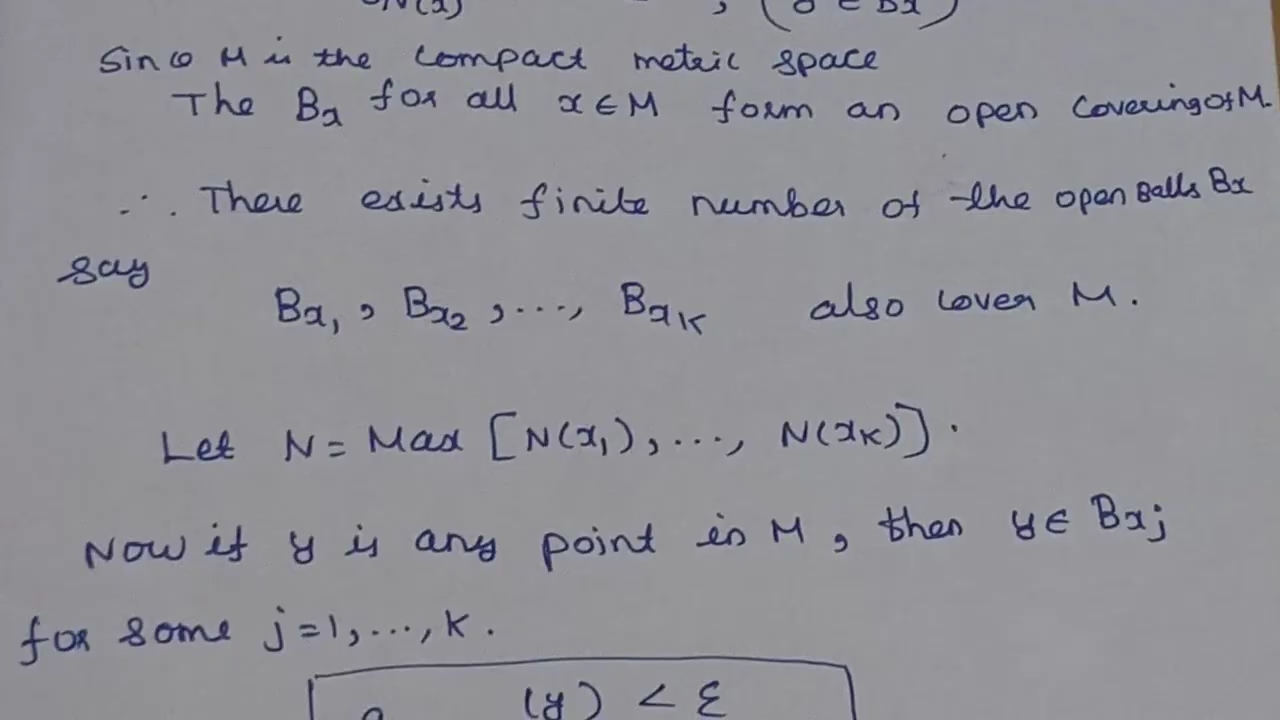 N(x) , (y ∈ Bx)
Since M is the compact metric space
The Bx for all x∈M form an open covering of M.
∴ There exists finite number of the open Balls Bx
say
Bx1 , Bx2 , ..., BxK also cover M.
Let N = Max [N(x1), ..., N(xK)].
Now if y is any point in M, then y∈ Bxj
for some j=1,...,K.
(y) < ε